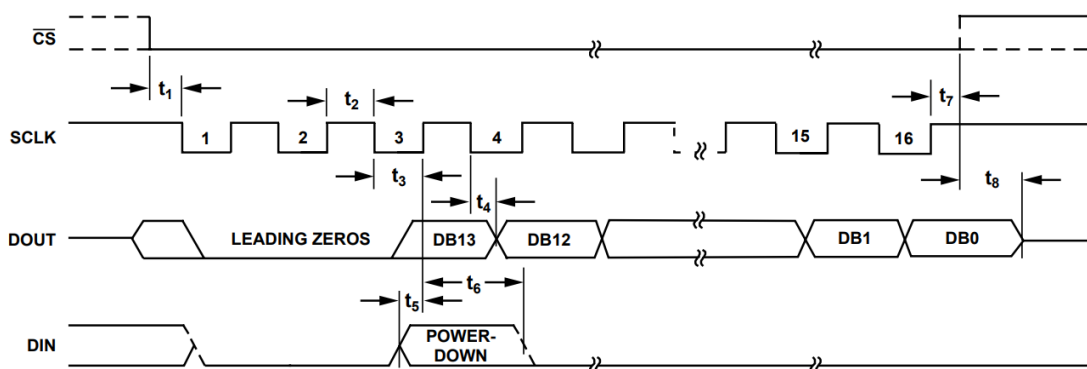 C̅S̅
t1
t2
t7
SCLK
1 2 3 4 15 16
t3
t4
t8
DOUT
LEADING ZEROS DB13 DB12 DB1 DB0
t5
t6
DIN
POWER-
DOWN